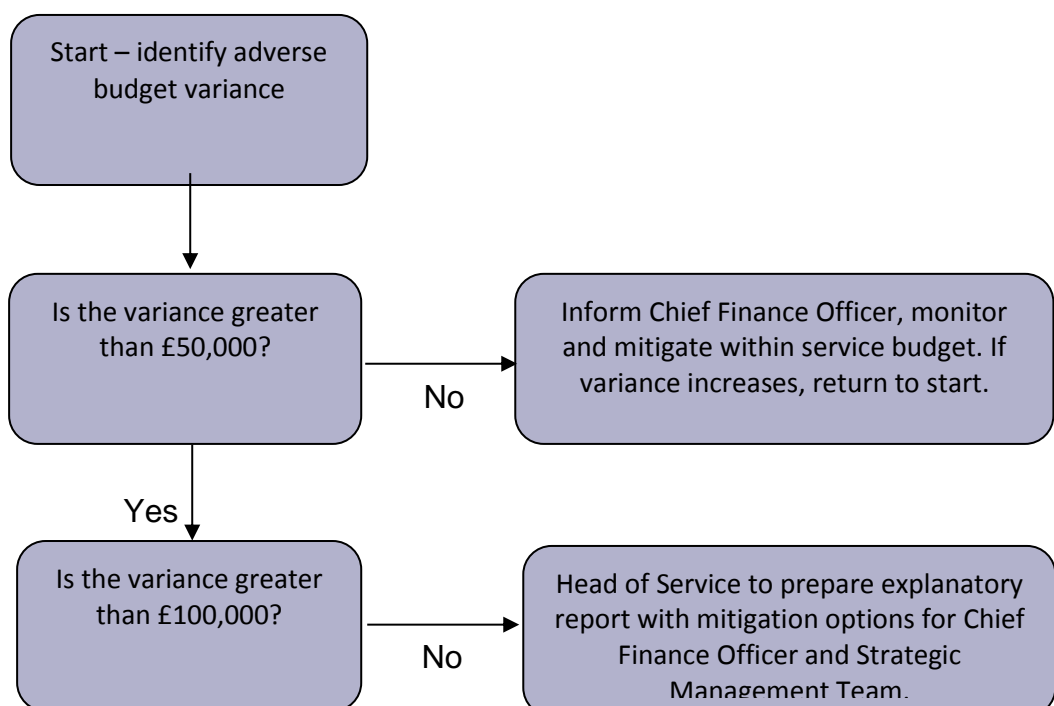 Start – identify adverse
budget variance
Is the variance greater
than £50,000?
No
Inform Chief Finance Officer, monitor
and mitigate within service budget. If
variance increases, return to start.
Yes
Is the variance greater
than £100,000?
No
Head of Service to prepare explanatory
report with mitigation options for Chief
Finance Officer and Strategic
Management Team.